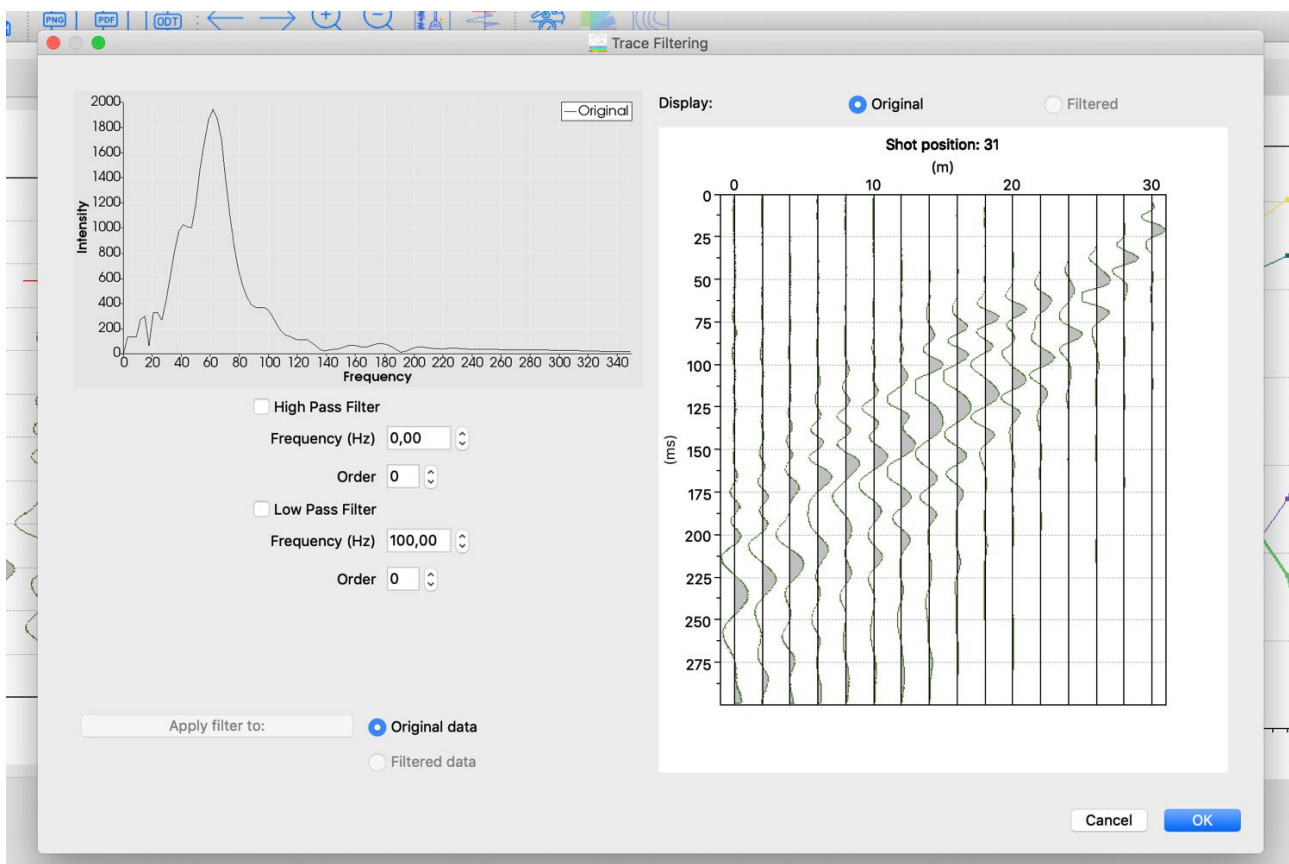 PNG PDF ODT
Trace Filtering
2000
1800
1600
1400
1200
1000
800
600
400
200
0
Intensity
Original
0 20 40 60 80 100 120 140 160 180 200 220 240 260 280 300 320 340
Frequency
High Pass Filter
Frequency (Hz) 0,00
Order 0
Low Pass Filter
Frequency (Hz) 100,00
Order 0
Apply filter to: Original data
Filtered data
Display: Original Filtered
Shot position: 31
(m)
0 10 20 30
0
25
50
75
100
125
150
175
200
225
250
275
(ms)
Cancel OK